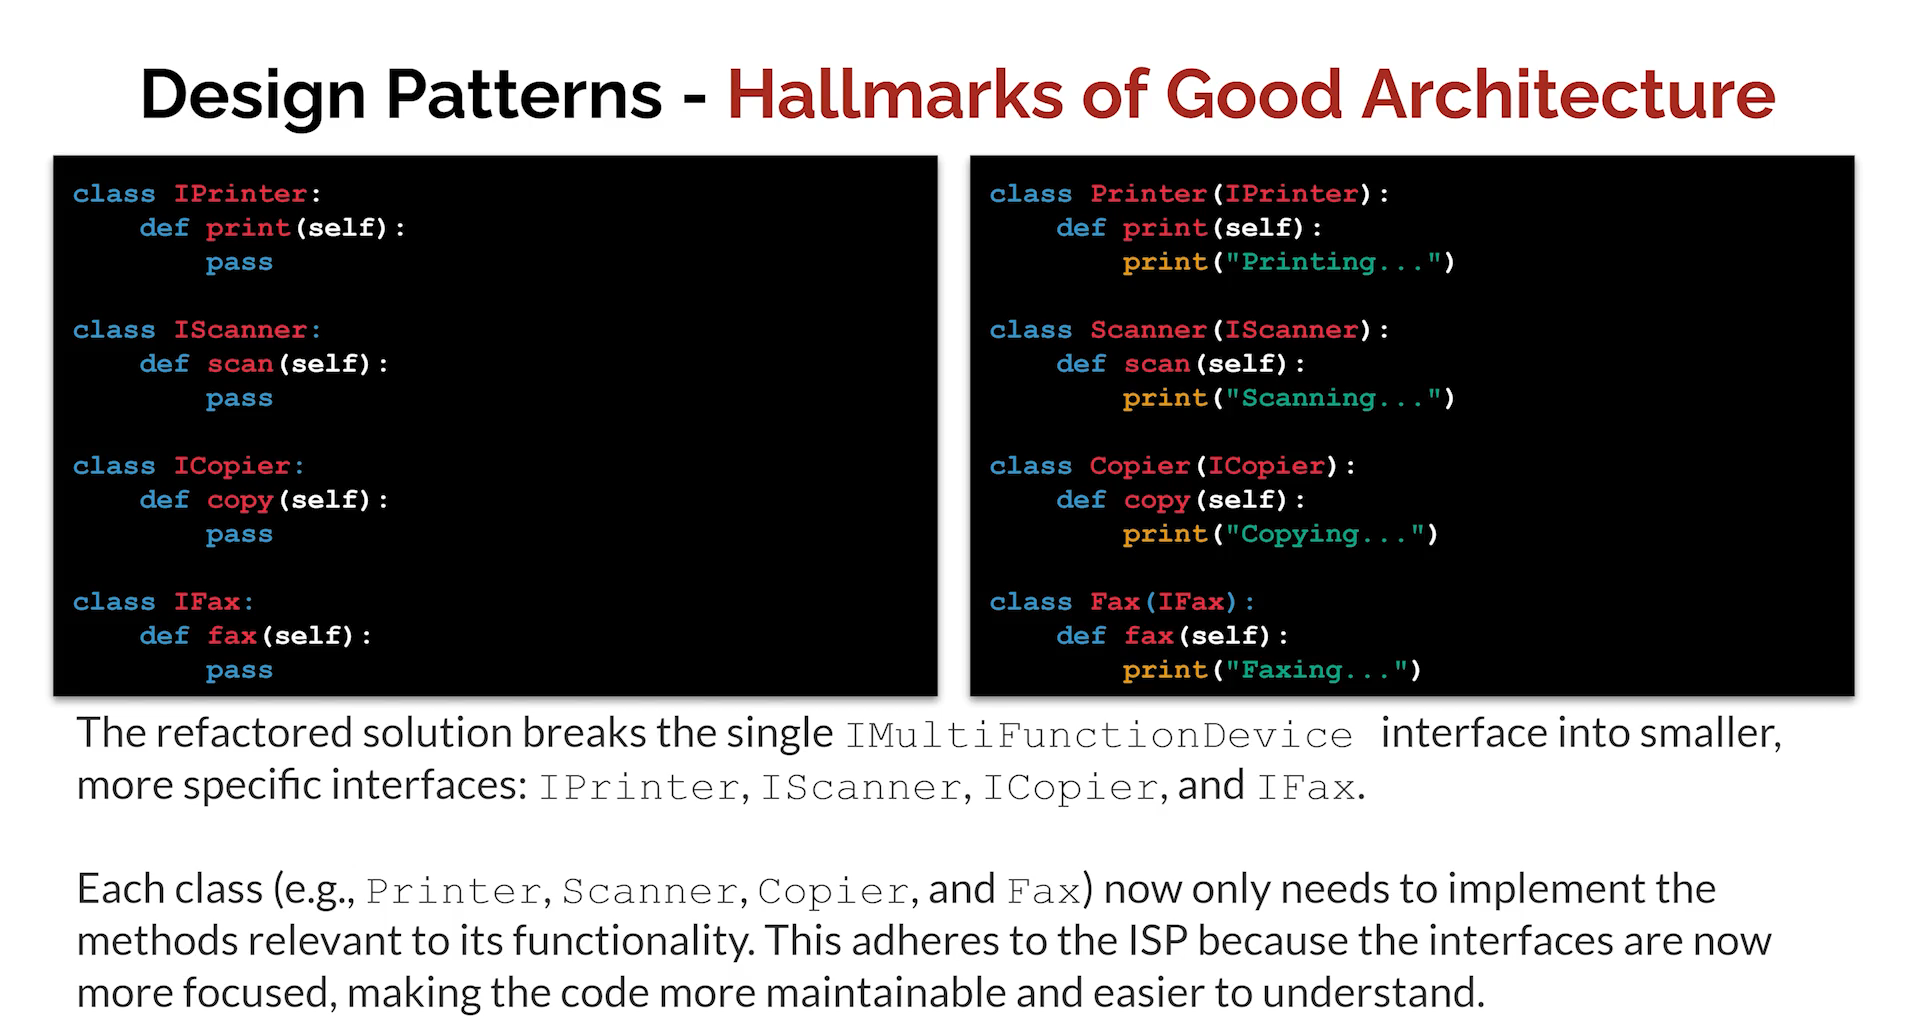 Design Patterns - Hallmarks of Good Architecture
class IPrinter:
    def print(self):
        pass
class IScanner:
    def scan(self):
        pass
class ICopier:
    def copy(self):
        pass
class IFax:
    def fax(self):
        pass
class Printer(IPrinter):
    def print(self):
        print("Printing...")
class Scanner(IScanner):
    def scan(self):
        print("Scanning...")
class Copier(ICopier):
    def copy(self):
        print("Copying...")
class Fax(IFax):
    def fax(self):
        print("Faxing...")
The refactored solution breaks the single IMultiFunctionDevice interface into smaller,
more specific interfaces: IPrinter, IScanner, ICopier, and IFax.
Each class (e.g., Printer, Scanner, Copier, and Fax) now only needs to implement the
methods relevant to its functionality. This adheres to the ISP because the interfaces are now
more focused, making the code more maintainable and easier to understand.